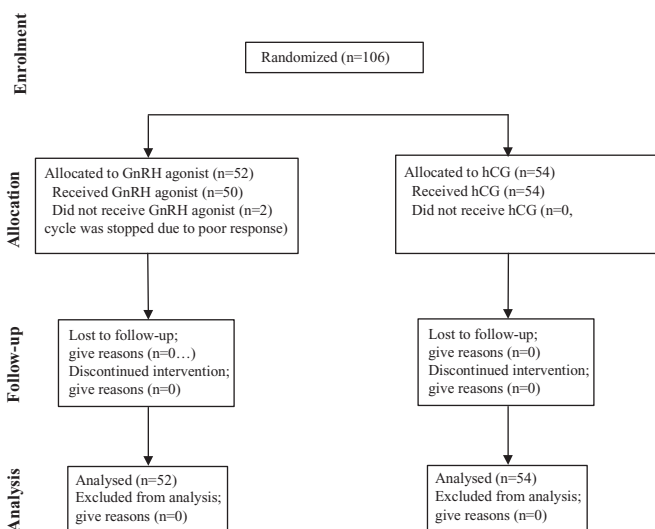 Enrolment
Randomized (n=106)
Allocation
Allocated to GnRH agonist (n=52)
Received GnRH agonist (n=50)
Did not receive GnRH agonist (n=2)
cycle was stopped due to poor response)
Allocated to hCG (n=54)
Received hCG (n=54)
Did not receive hCG (n=0,
Follow-up
Lost to follow-up;
give reasons (n=0…)
Discontinued intervention;
give reasons (n=0)
Lost to follow-up;
give reasons (n=0)
Discontinued intervention;
give reasons (n=0)
Analysis
Analysed (n=52)
Excluded from analysis;
give reasons (n=0)
Analysed (n=54)
Excluded from analysis;
give reasons (n=0)